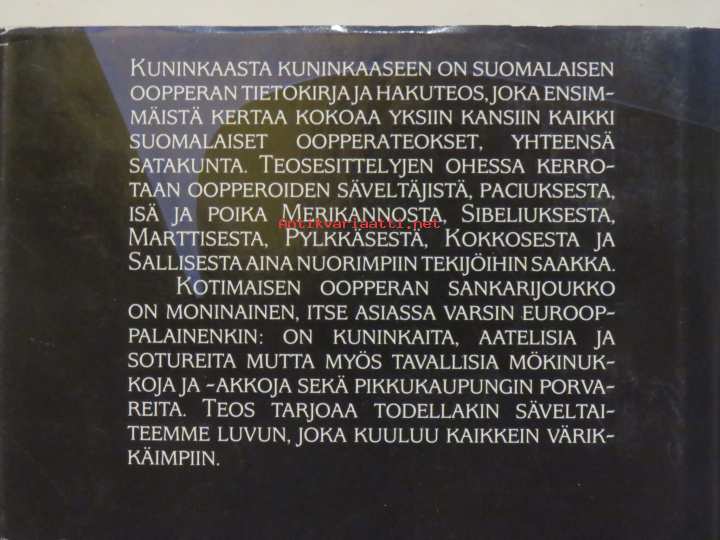 KUNINKAASTA KUNINKAASEEN ON SUOMALAISEN
OOPPERAN TIETOKIRJA JA HAKUTEOS, JOKA ENSIM-
MÄISTÄ KERTAA KOKOAA YKSIIN KANSIIN KAIKKI
SUOMALAISET OOPPERATEOKSET, YHTEENSÄ
SATAKUNTA. TEOSESITTELYJEN OHESSA KERRO-
TAAN OOPPEROIDEN SÄVELTÄJISTÄ, PACIUKSESTA,
ISÄ JA POIKA MERIKANNOSTA, SIBELIUKSESTA,
Antikvariaatti.net
MARTTISESTA, PYLKKÄSESTÄ, KOKKOSESTA JA
SALLISESTA AINA NUORIMPIIN TEKIJÖIHIN SAAKKA.
KOTIMAISEN OOPPERAN SANKARIJOUKKO
ON MONINAINEN, ITSE ASIASSA VARSIN EUROOP-
PALAINENKIN: ON KUNINKAITA, AATELISIA JA
SOTUREITA MUTTA MYÖS TAVALLISIA MÖKINUK-
KOJA JA -AKKOJA SEKÄ PIKKUKAUPUNGIN PORVA-
REITA. TEOS TARJOAA TODELLAKIN SÄVELTAI-
TEEMME LUVUN, JOKA KUULUU KAIKKEIN VÄRIK-
KÄIMPIIN.